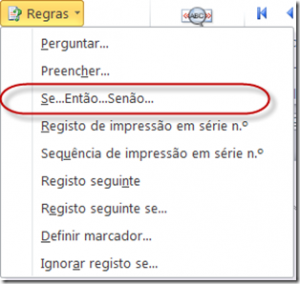 Regras
ABC
Perguntar...
Preencher...
Se...Então...Senão...
Registo de impressão em série n.º
Sequência de impressão em série n.º
Registo seguinte
Registo seguinte se...
Definir marcador...
Ignorar registo se...